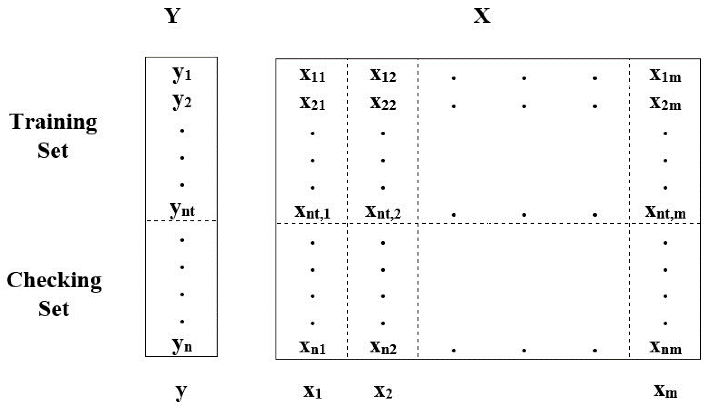 Y X
y1 x11 x12 . . . x1m
y2 x21 x22 . . . x2m
Training
Set
. . . .
. . . .
. . . .
ynt xnt,1 xnt,2 . . . xnt,m
. . . .
. . . .
Checking
Set
. . . .
. . . .
yn xn1 xn2 . . . xnm
y x1 x2 xm